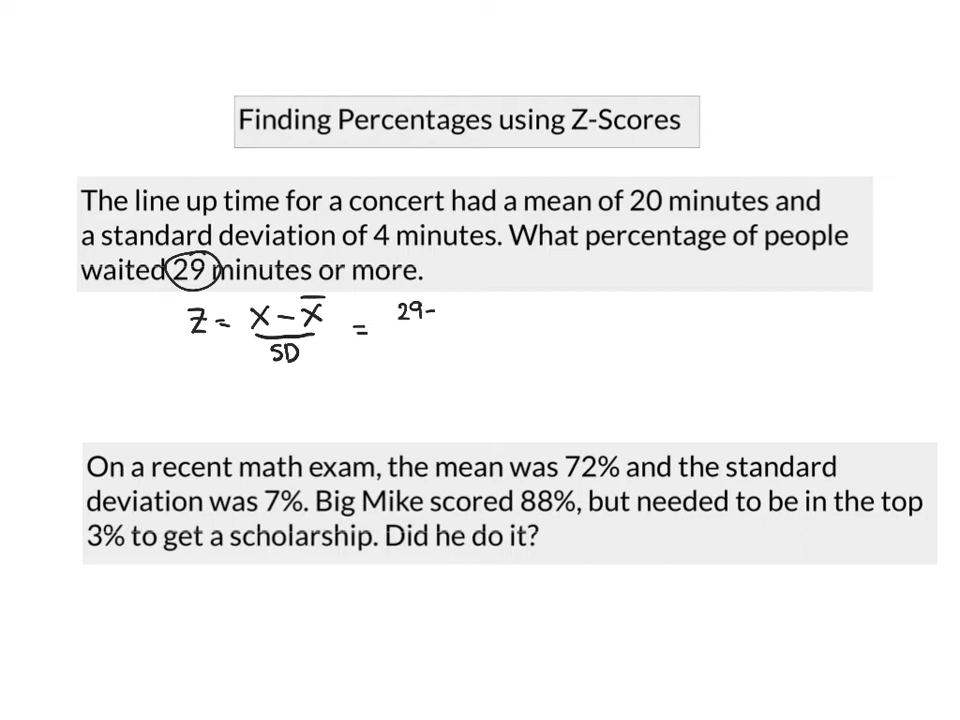 Finding Percentages using Z-Scores
The line up time for a concert had a mean of 20 minutes and
a standard deviation of 4 minutes. What percentage of people
waited 29 minutes or more.
Z = X - X̅ = 29-
SD
On a recent math exam, the mean was 72% and the standard
deviation was 7%. Big Mike scored 88%, but needed to be in the top
3% to get a scholarship. Did he do it?